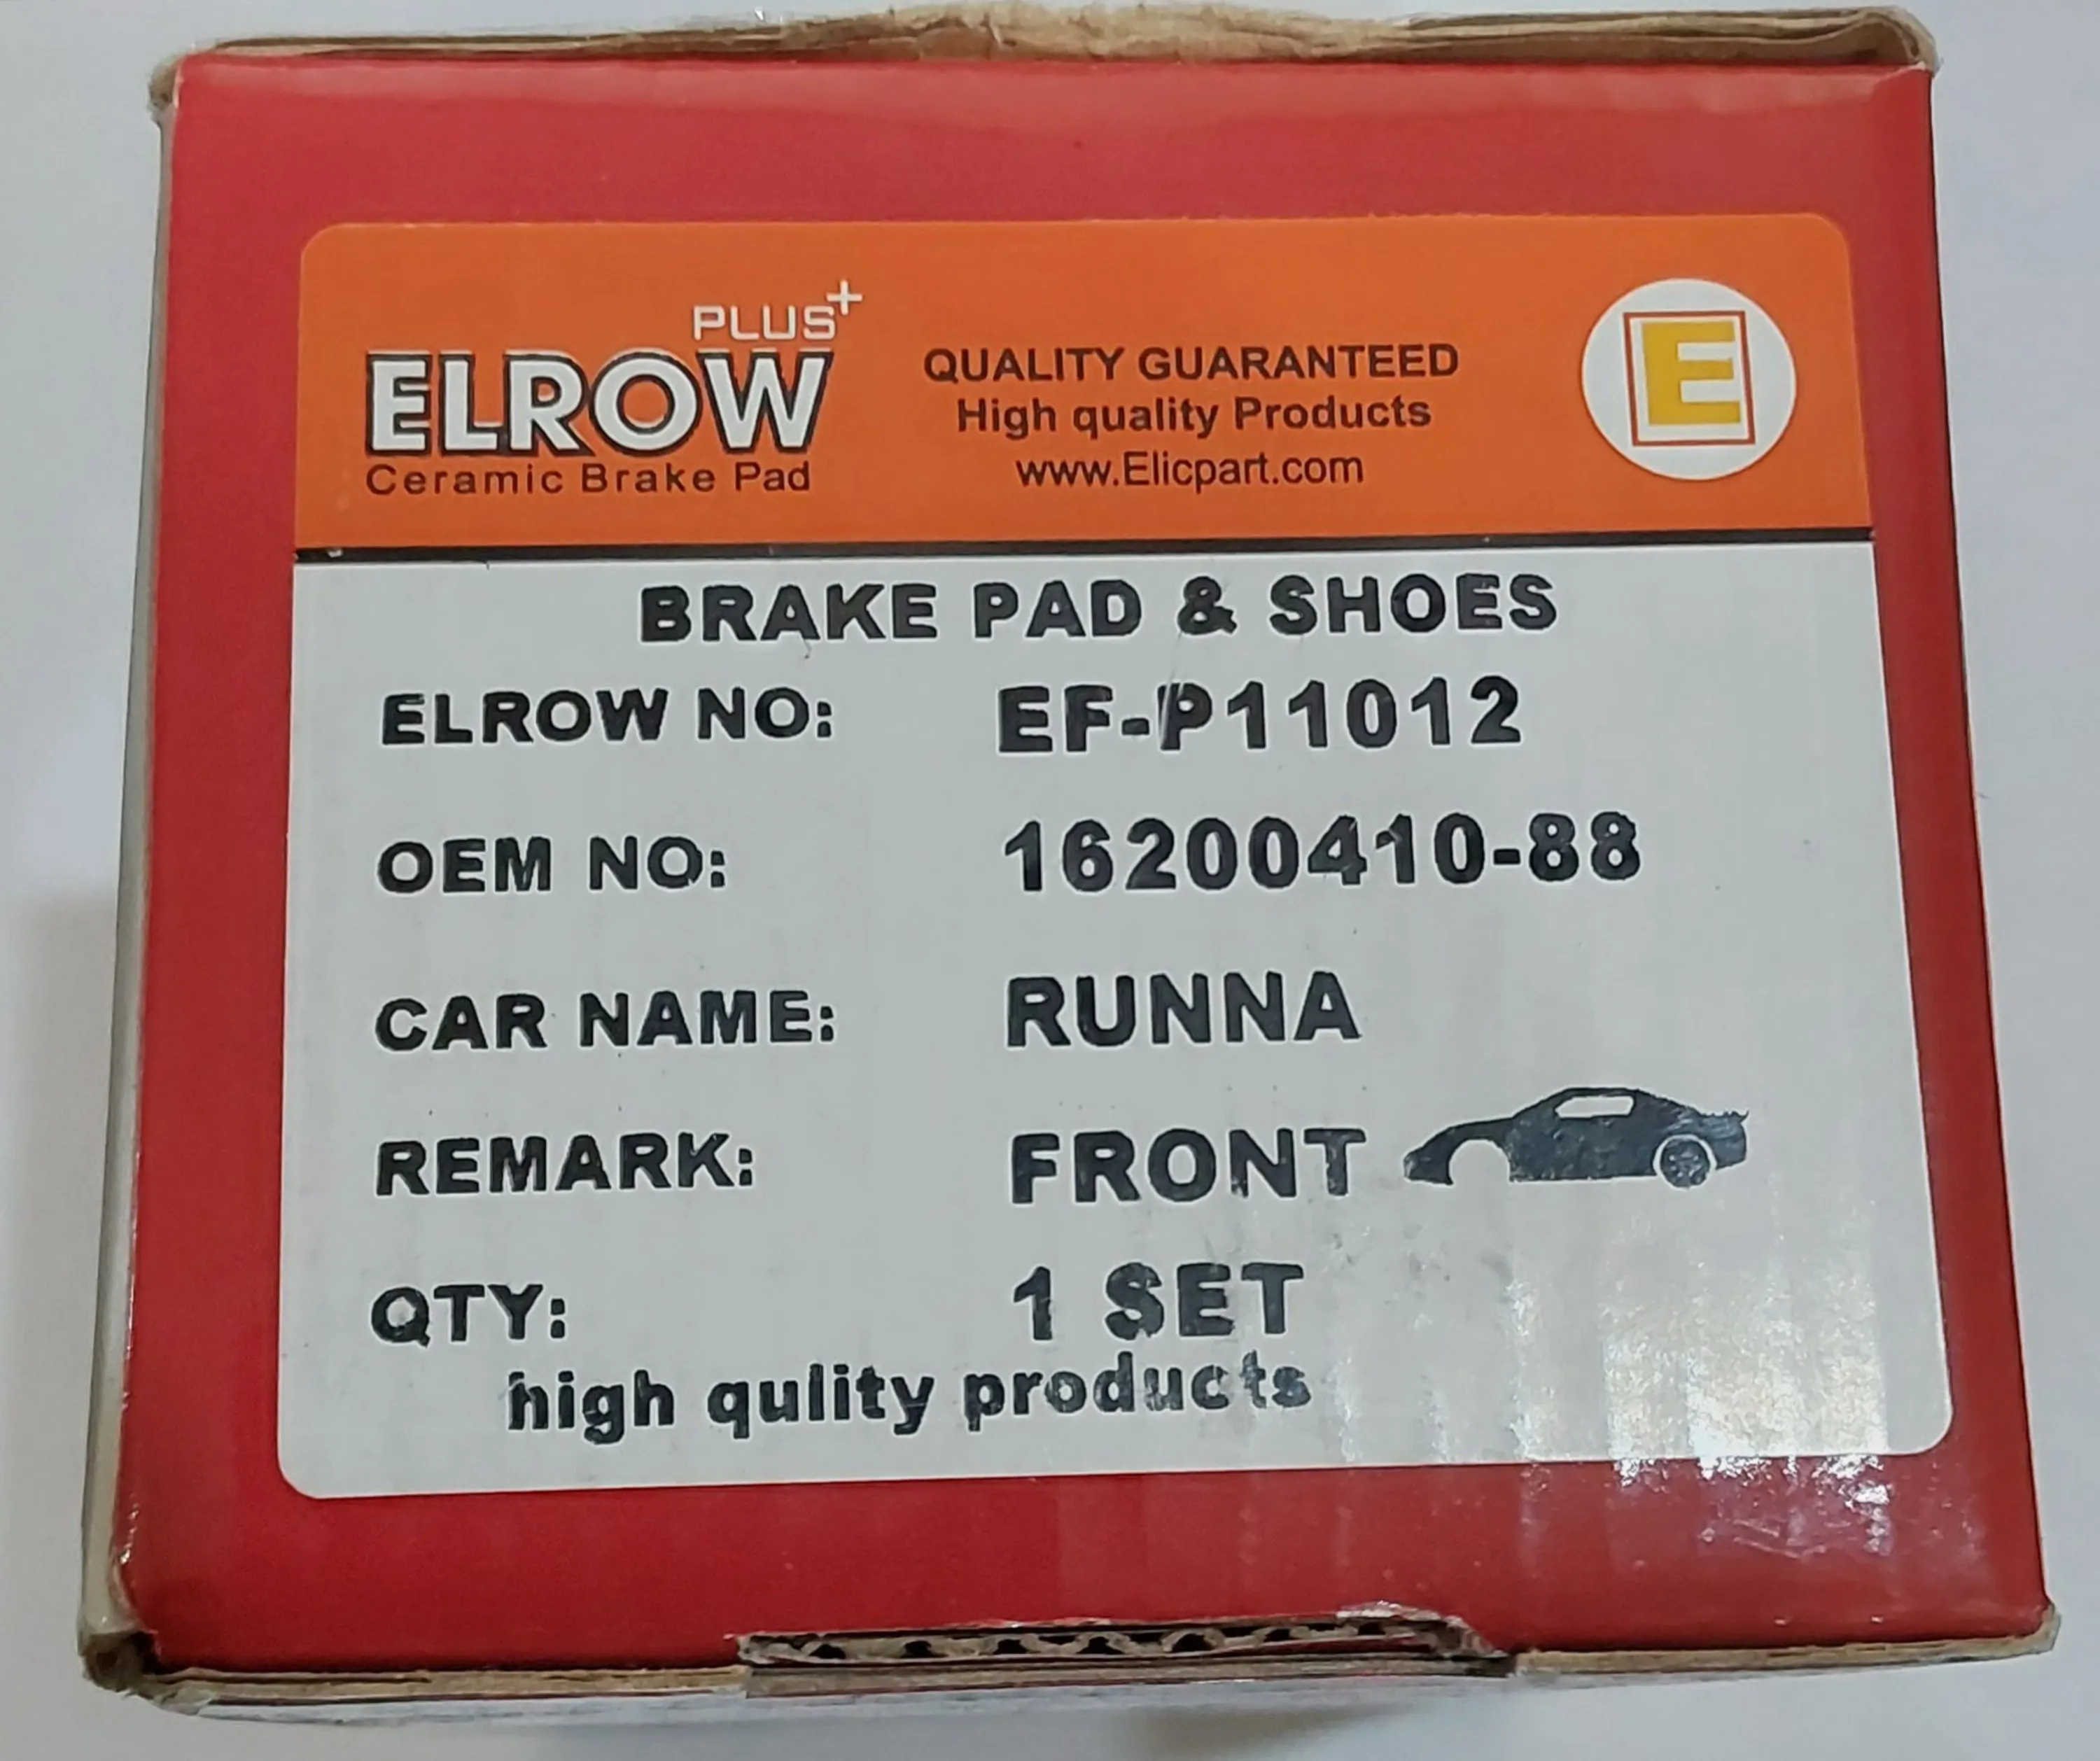 PLUS+
ELROW
Ceramic Brake Pad
QUALITY GUARANTEED
High quality Products
www.Elicpart.com
E
BRAKE PAD & SHOES
ELROW NO: EF-P11012
OEM NO: 16200410-88
CAR NAME: RUNNA
REMARK: FRONT
QTY: 1 SET
high qulity products